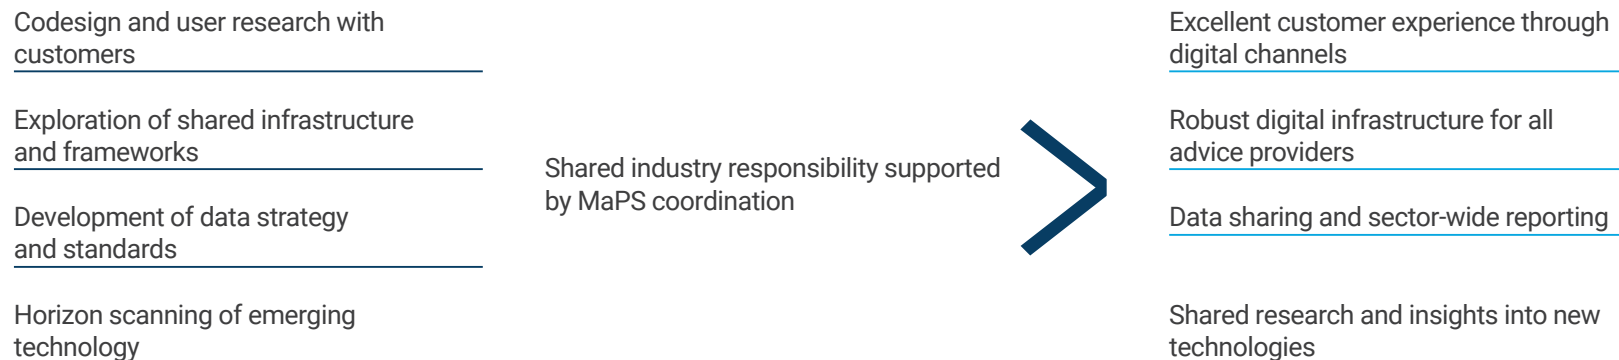 Codesign and user research with
customers
Exploration of shared infrastructure
and frameworks
Development of data strategy
and standards
Horizon scanning of emerging
technology
Shared industry responsibility supported
by MaPS coordination
Excellent customer experience through
digital channels
Robust digital infrastructure for all
advice providers
Data sharing and sector-wide reporting
Shared research and insights into new
technologies